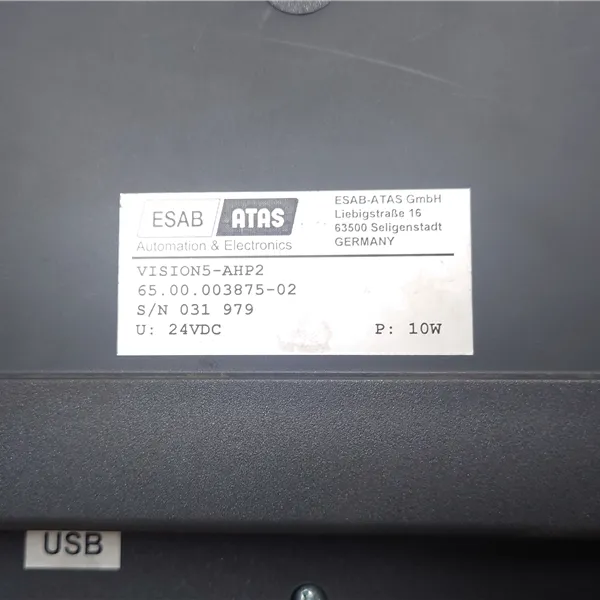 ESAB ATAS
Automation & Electronics
ESAB-ATAS GmbH
Liebigstraße 16
63500 Seligenstadt
GERMANY
VISION5-AHP2
65.00.003875-02
S/N 031 979
U: 24VDC P: 10W
USB